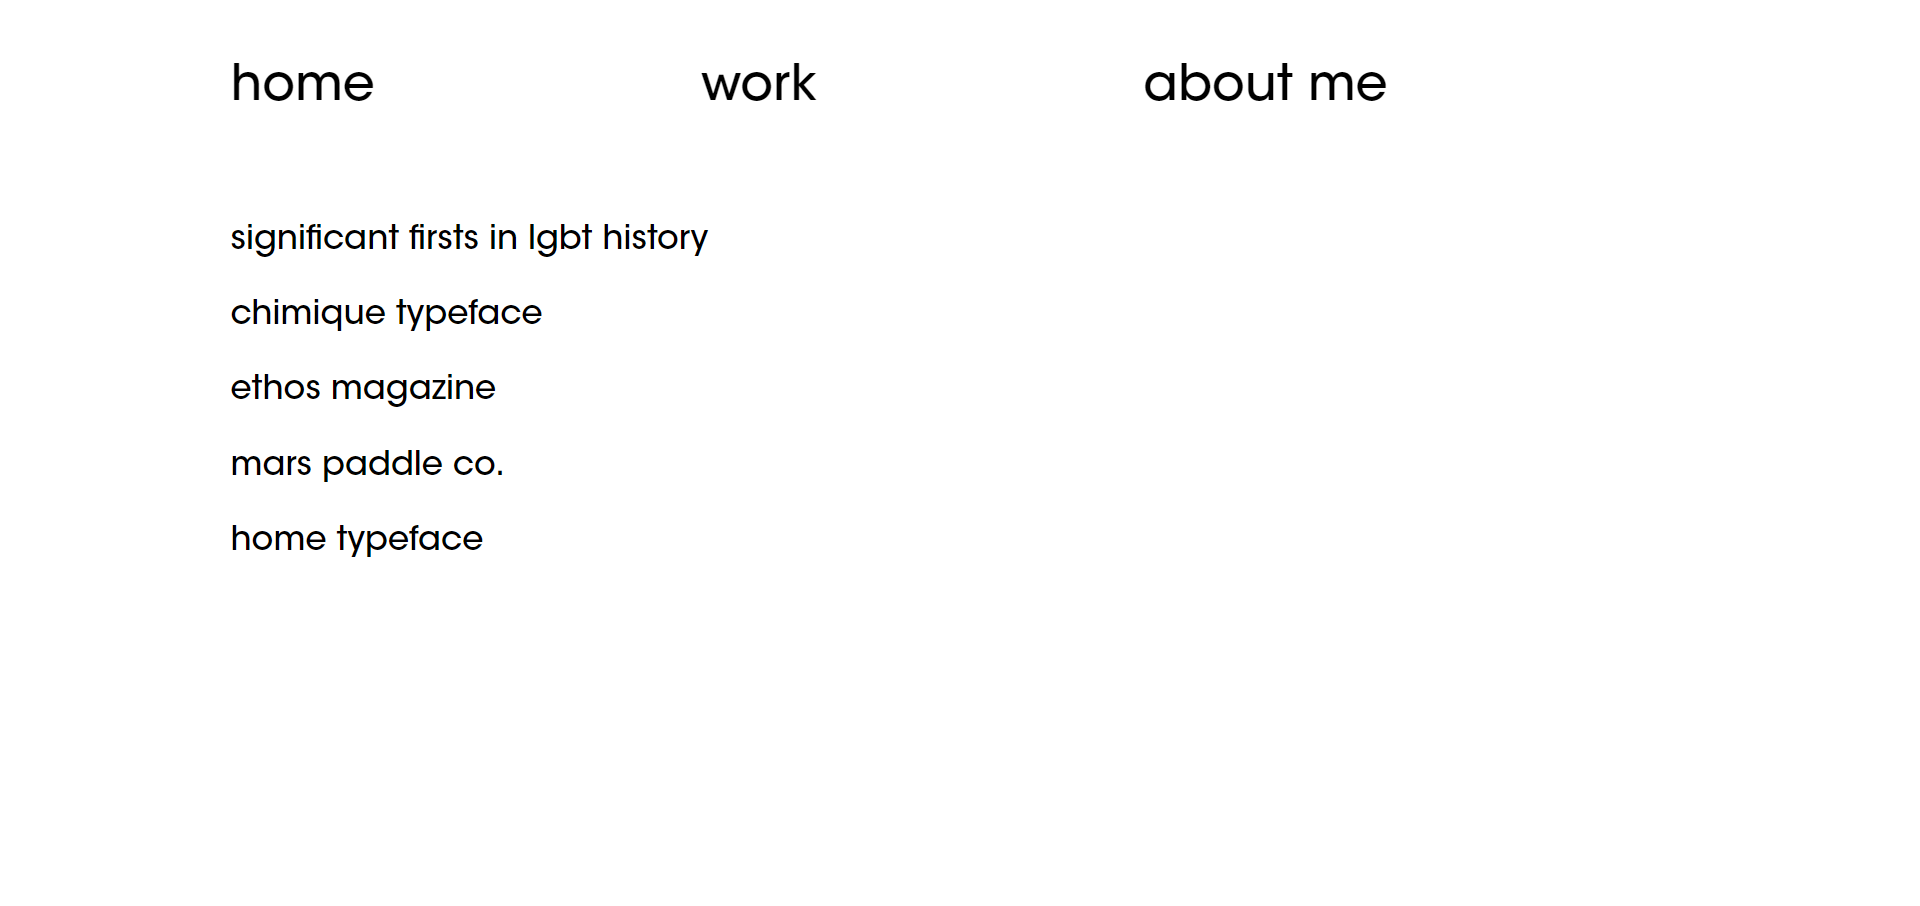 home work about me
significant firsts in lgbt history
chimique typeface
ethos magazine
mars paddle co.
home typeface